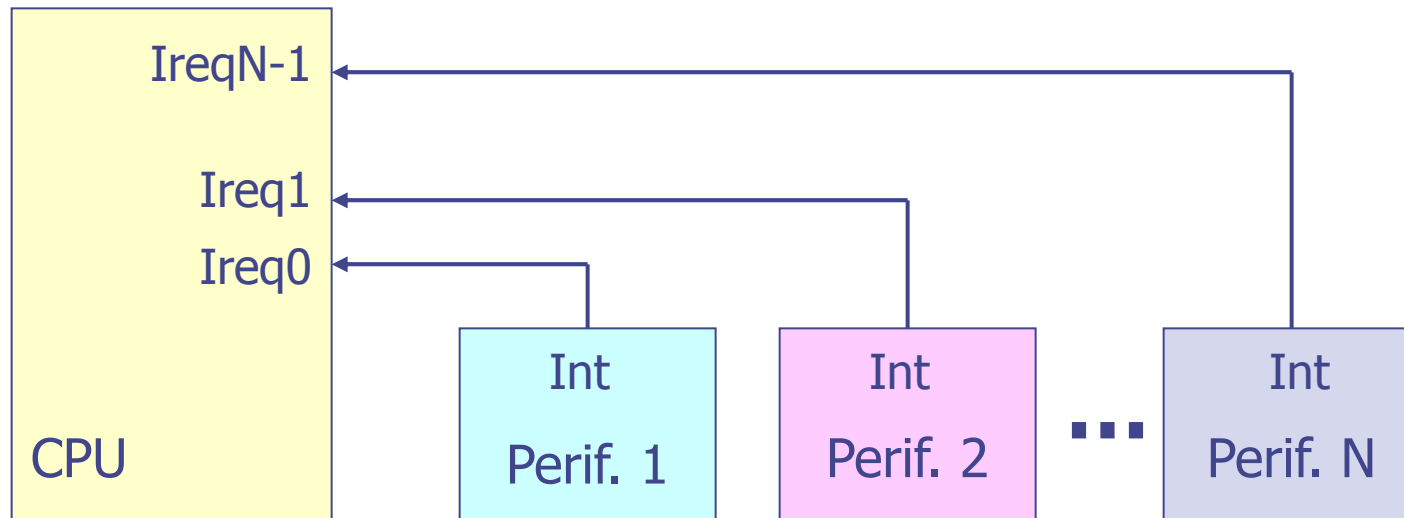 IreqN-1
Ireq1
Ireq0
CPU
Int
Perif. 1
Int
Perif. 2
...
Int
Perif. N